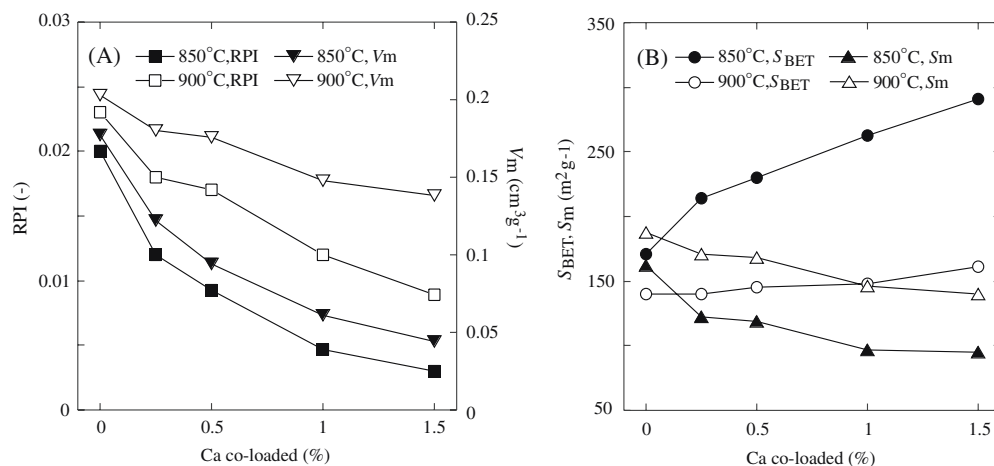 0.03
0.02
0.01
0
RPI (-)
(A)
850°C,RPI
900°C,RPI
850°C, Vm
900°C, Vm
0.25
0.2
0.15
0.1
0.05
0
Vm (cm³g-1)
0
0.5
1
1.5
Ca co-loaded (%)
350
250
150
50
SBET, Sm (m²g-1)
(B)
850°C, SBET
900°C,SBET
850°C, Sm
900°C, Sm
0
0.5
1
1.5
Ca co-loaded (%)